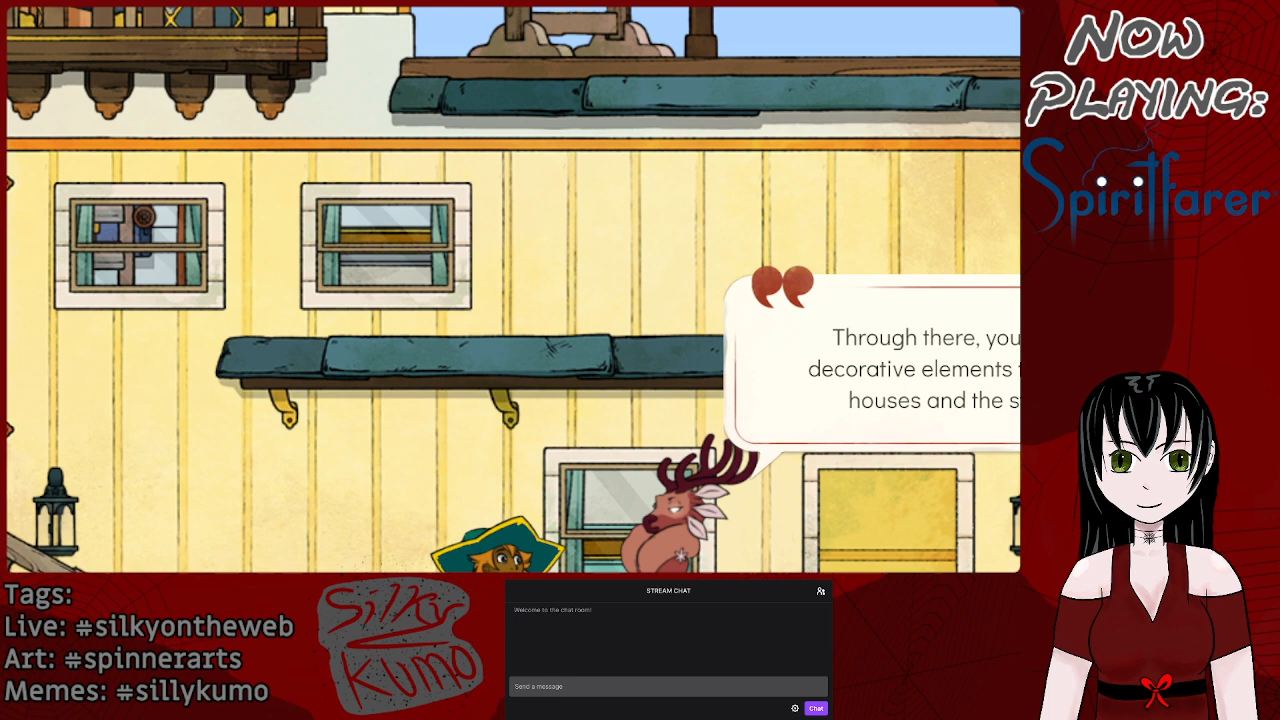 Now
Playing:
Spiritfarer
Through there, you
decorative elements
houses and the s
Tags:
Live: #silkyontheweb
Art: #spinnerarts
Memes: #sillykumo
Silky
Kumo
STREAM CHAT
Welcome to the chat room!
Send a message
Chat